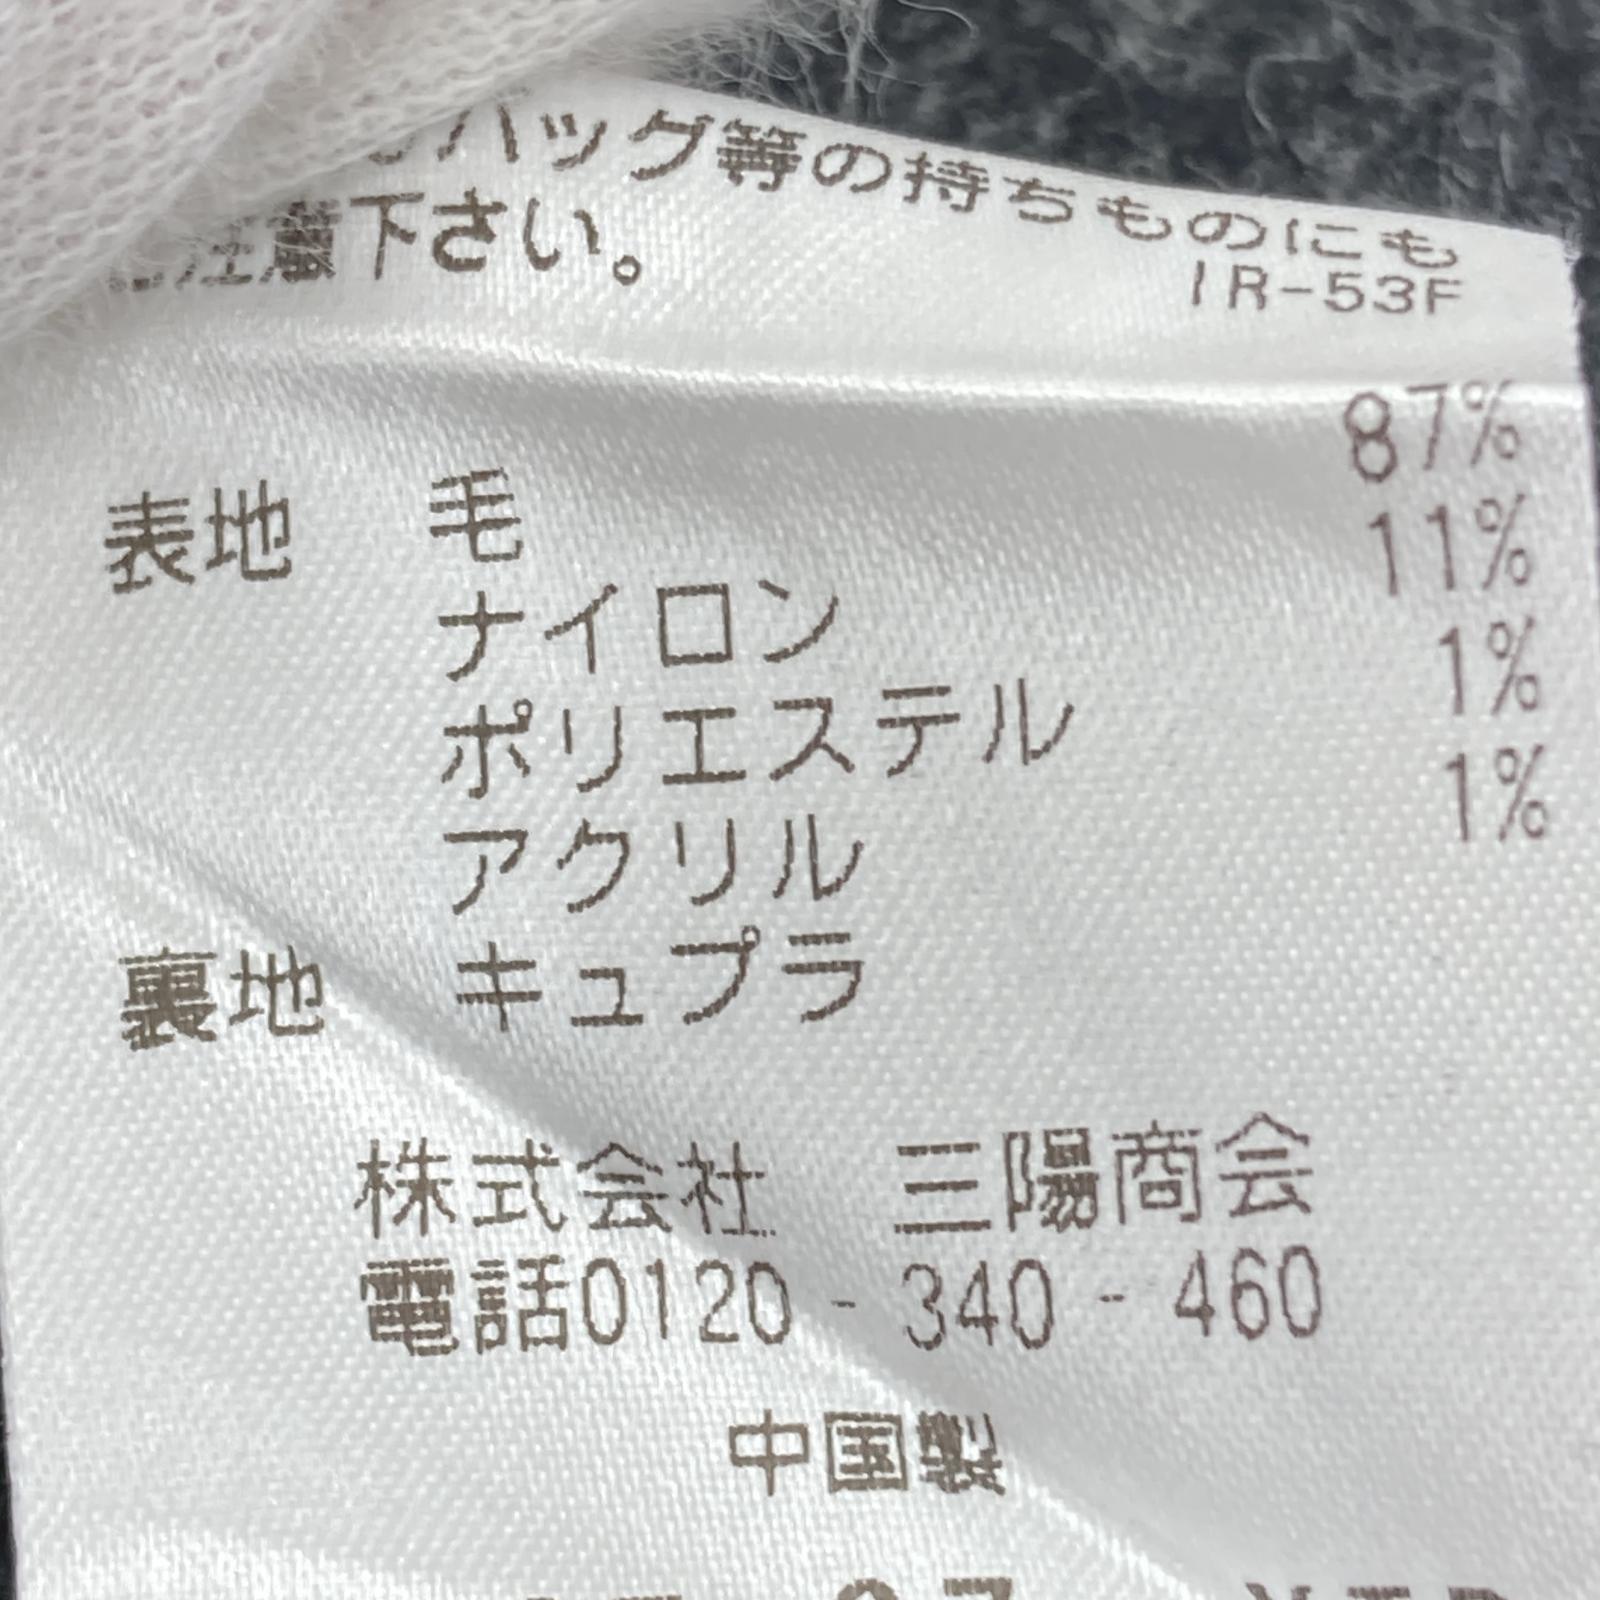 バッグ等の持ちものにも
ご注意下さい。
IR-53F
表地 毛 87%
ナイロン 11%
ポリエステル 1%
アクリル 1%
裏地 キュプラ
株式会社 三陽商会
電話0120-340-460
中国製